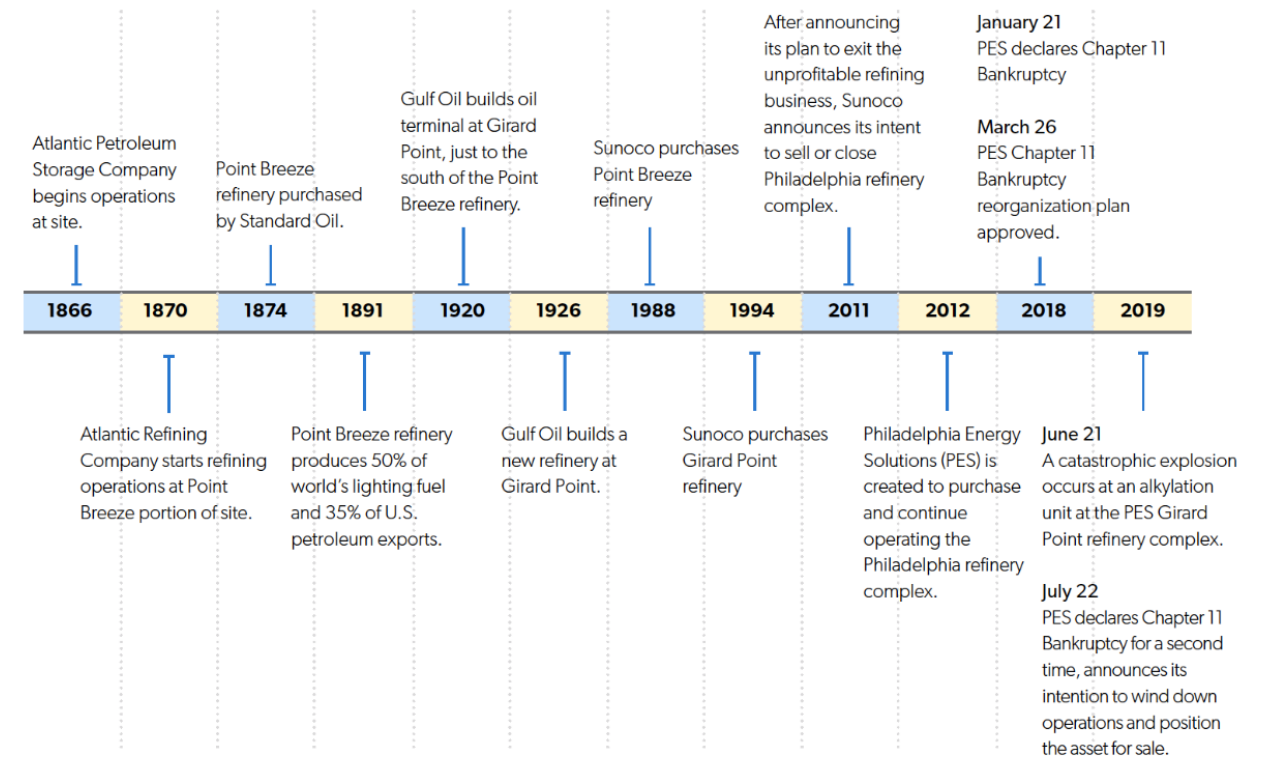 Atlantic Petroleum
Storage Company
begins operations
at site.
Point Breeze
refinery purchased
by Standard Oil.
Gulf Oil builds oil
terminal at Girard
Point, just to the
south of the Point
Breeze refinery.
Sunoco purchases
Point Breeze
refinery
After announcing
its plan to exit the
unprofitable refining
business, Sunoco
announces its intent
to sell or close
Philadelphia refinery
complex.
January 21
PES declares Chapter 11
Bankruptcy
March 26
PES Chapter 11
Bankruptcy
reorganization plan
approved.
1866 1870 1874 1891 1920 1926 1988 1994 2011 2012 2018 2019
Atlantic Refining
Company starts refining
operations at Point
Breeze portion of site.
Point Breeze refinery
produces 50% of
world's lighting fuel
and 35% of U.S.
petroleum exports.
Gulf Oil builds a
new refinery at
Girard Point.
Sunoco purchases
Girard Point
refinery
Philadelphia Energy
Solutions (PES) is
created to purchase
and continue
operating the
Philadelphia refinery
complex.
June 21
A catastrophic explosion
occurs at an alkylation
unit at the PES Girard
Point refinery complex.
July 22
PES declares Chapter 11
Bankruptcy for a second
time, announces its
intention to wind down
operations and position
the asset for sale.